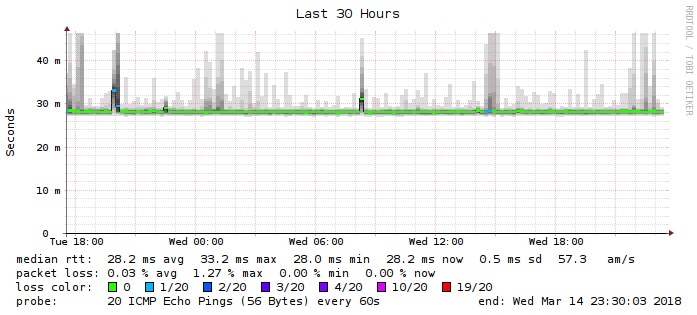 Last 30 Hours
RRDTOOL / TOBI OETIKER
Seconds
40 m
30 m
20 m
10 m
0
Tue 18:00 Wed 00:00 Wed 06:00 Wed 12:00 Wed 18:00
median rtt: 28.2 ms avg 33.2 ms max 28.0 ms min 28.2 ms now 0.5 ms sd 57.3 am/s
packet loss: 0.03 % avg 1.27 % max 0.00 % min 0.00 % now
loss color: 0 1/20 2/20 3/20 4/20 10/20 19/20
probe: 20 ICMP Echo Pings (56 Bytes) every 60s end: Wed Mar 14 23:30:03 2018